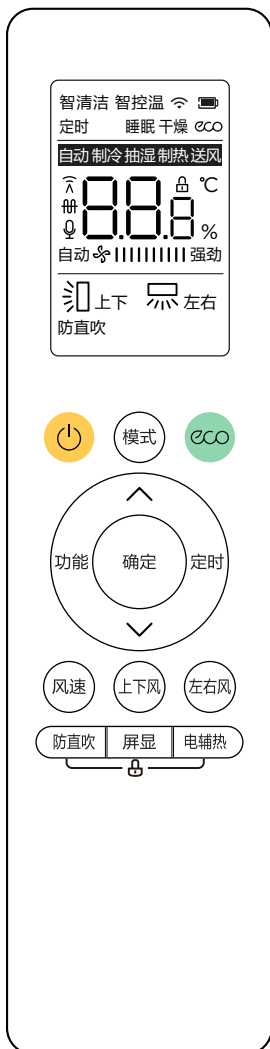 智清洁 智控温
定时 睡眠 干燥 eco
自动 制冷 抽湿 制热 送风
88.8 ℃
%
自动 强劲
上下 左右
防直吹
模式 eco
功能 确定 定时
风速 上下风 左右风
防直吹 屏显 电辅热